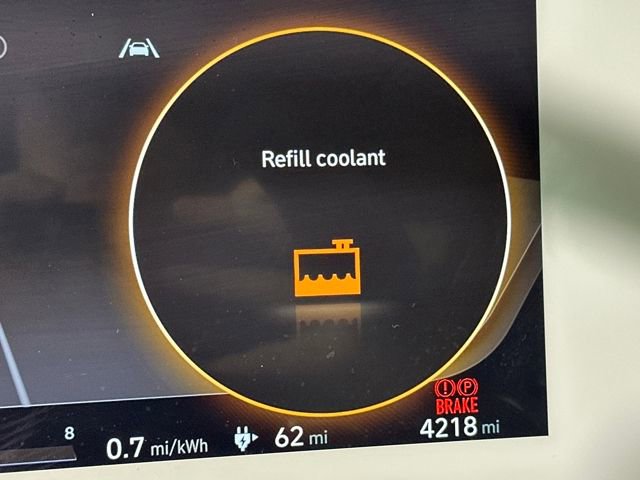 Refill coolant
P
BRAKE
8
0.7 mi/kWh
62 mi
4218 mi